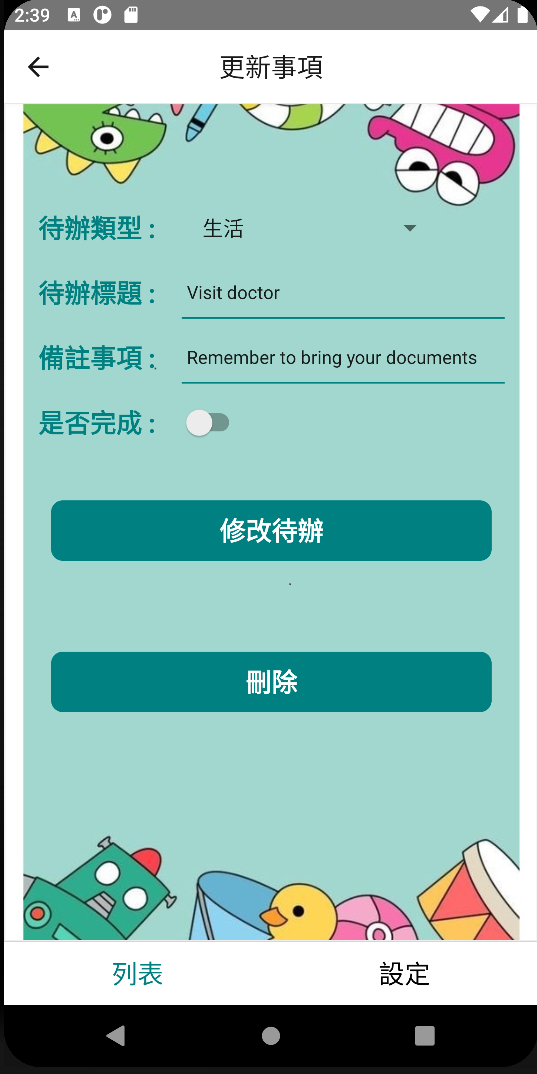 2:39
更新事項
待辦類型 : 生活
待辦標題 : Visit doctor
備註事項 : Remember to bring your documents
是否完成 :
修改待辦
刪除
列表 設定